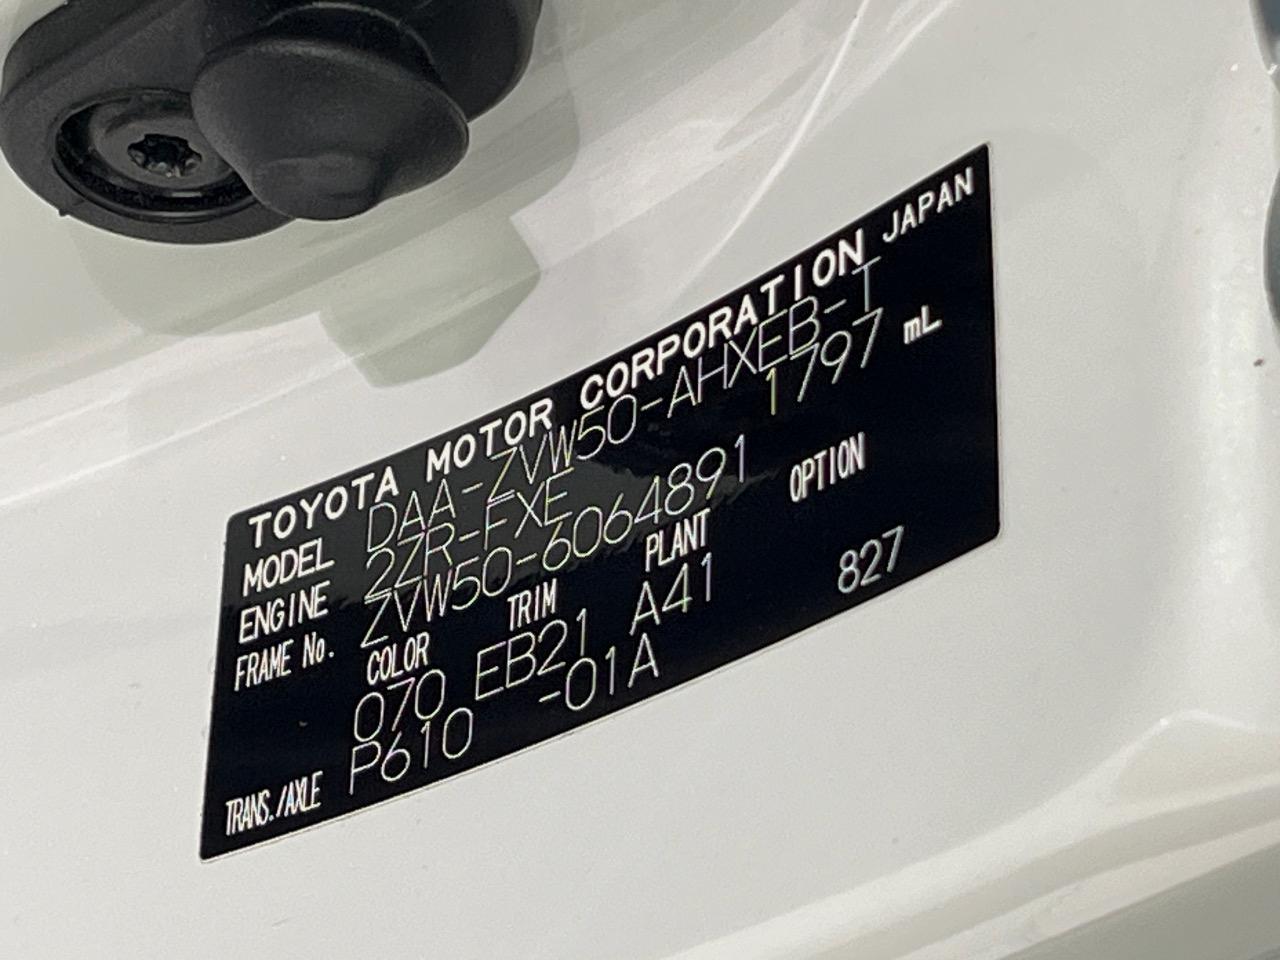 TOYOTA MOTOR CORPORATION JAPAN
MODEL DAA-ZVW50-AHXEB-T
ENGINE 2ZR-FXE 1797 mL
FRAME No. ZVW50-6064891
COLOR TRIM PLANT OPTION
070 EB21 A41 827
TRANS./AXLE P610 -01A